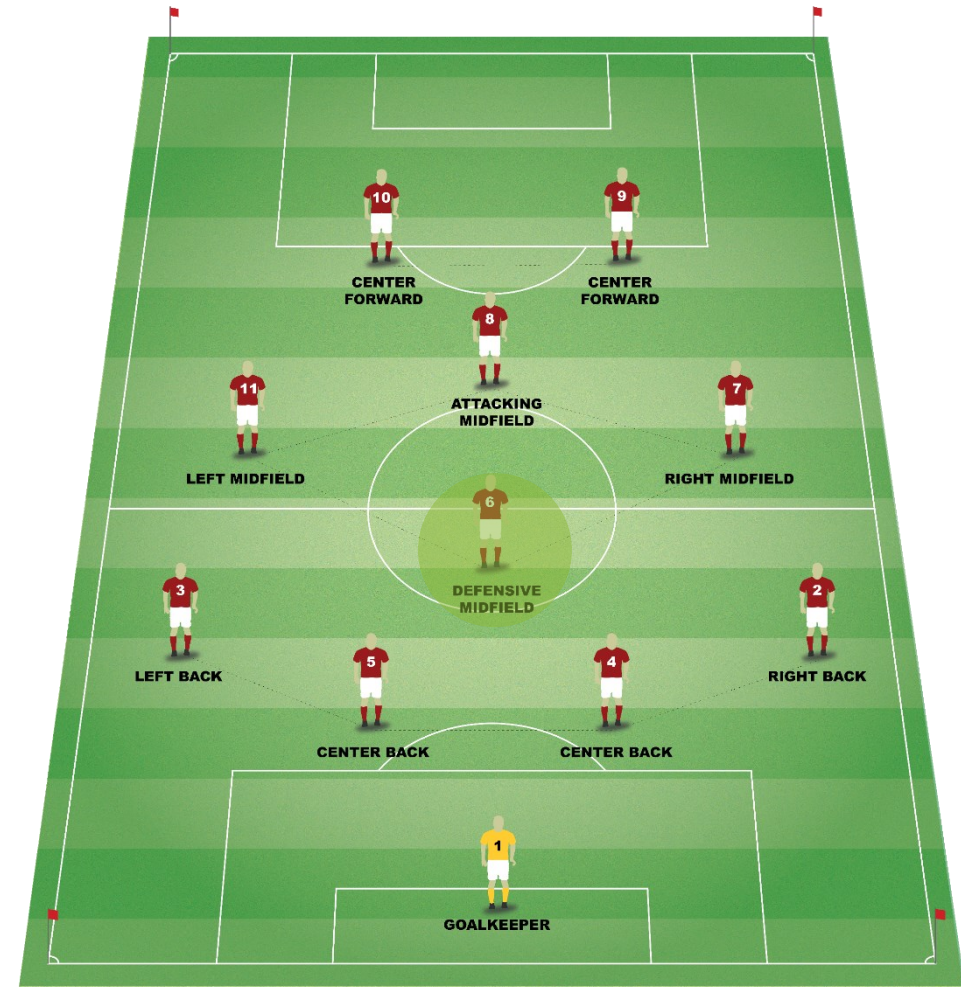 10
9
CENTER
FORWARD
CENTER
FORWARD
8
ATTACKING
MIDFIELD
11
7
LEFT MIDFIELD
RIGHT MIDFIELD
6
DEFENSIVE
MIDFIELD
3
2
LEFT BACK
RIGHT BACK
5
4
CENTER BACK
CENTER BACK
1
GOALKEEPER